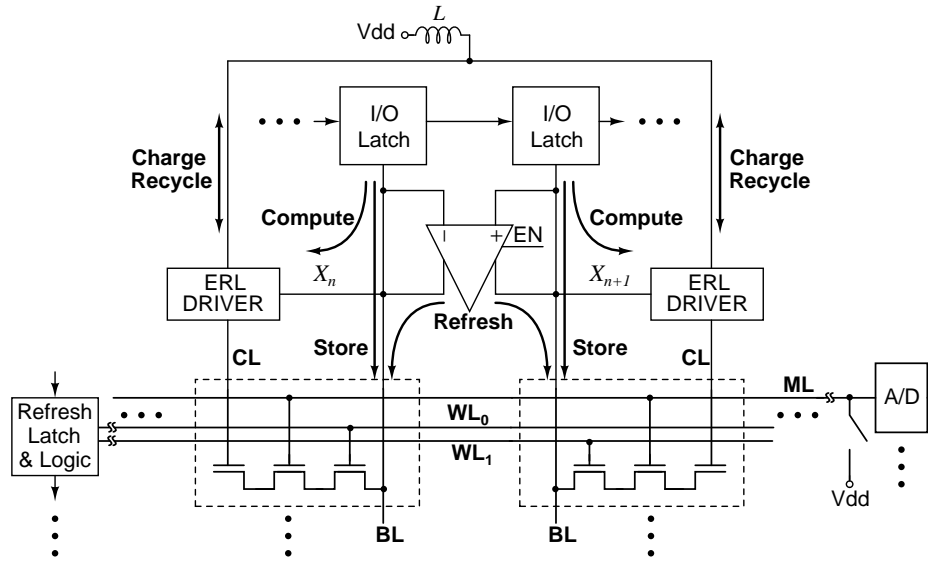 L
Vdd
I/O
Latch
I/O
Latch
Charge
Recycle
Charge
Recycle
Compute
Compute
− + EN
X_n
X_{n+1}
ERL
DRIVER
ERL
DRIVER
Refresh
Store
Store
CL
CL
ML
A/D
Refresh
Latch
& Logic
WL_0
WL_1
Vdd
BL
BL